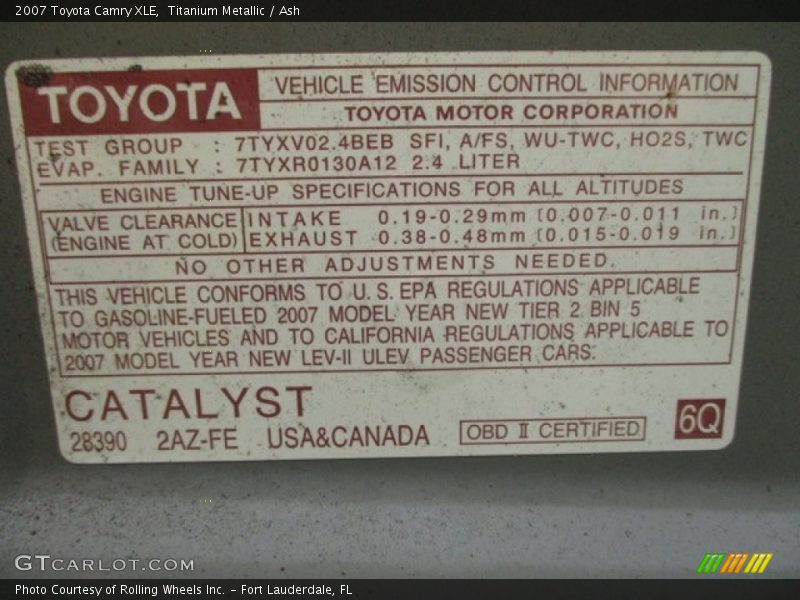 2007 Toyota Camry XLE,  Titanium Metallic / Ash
TOYOTA
VEHICLE EMISSION CONTROL INFORMATION
TOYOTA MOTOR CORPORATION
TEST GROUP : 7TYXV02.4BEB SFI, A/FS, WU-TWC, HO2S, TWC
EVAP. FAMILY : 7TYXR0130A12 2.4 LITER
ENGINE TUNE-UP SPECIFICATIONS FOR ALL ALTITUDES
VALVE CLEARANCE INTAKE 0.19-0.29mm (0.007-0.011 in.)
(ENGINE AT COLD) EXHAUST 0.38-0.48mm (0.015-0.019 in.)
NO OTHER ADJUSTMENTS NEEDED.
THIS VEHICLE CONFORMS TO U.S. EPA REGULATIONS APPLICABLE
TO GASOLINE-FUELED 2007 MODEL YEAR NEW TIER 2 BIN 5
MOTOR VEHICLES AND TO CALIFORNIA REGULATIONS APPLICABLE TO
2007 MODEL YEAR NEW LEV-II ULEV PASSENGER CARS.
CATALYST
28390 2AZ-FE USA&CANADA OBD II CERTIFIED 6Q
GTCARLOT.COM
Photo Courtesy of Rolling Wheels Inc. – Fort Lauderdale, FL